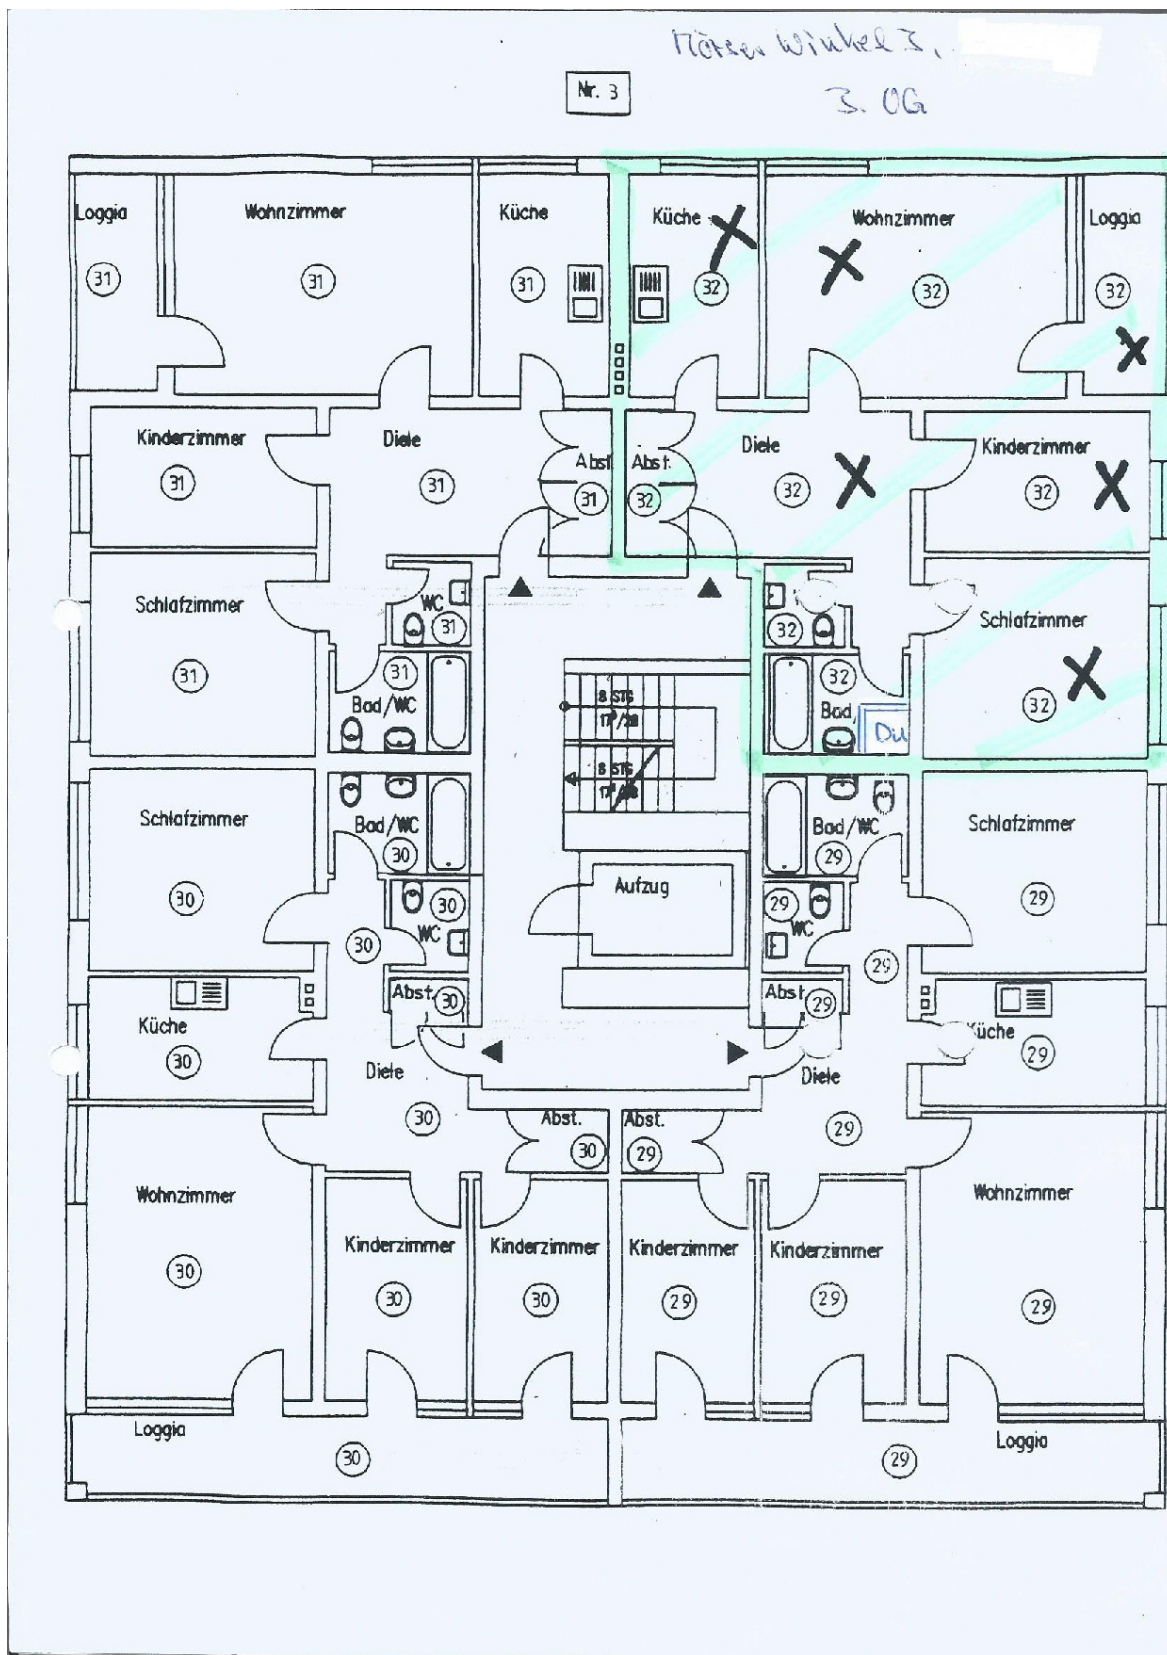 Winkel 3,
Nr. 3
3. OG
Loggia
Wohnzimmer
Küche
Küche
Wohnzimmer
Loggia
31
31
31
32
32
32
Kinderzimmer
Diele
Abst.
Abst.
Diele
Kinderzimmer
31
31
31
32
32
32
Schlafzimmer
WC
Schlafzimmer
31
32
31
31
32
32
Bad/WC
8 STG
Bad
Du
8 STG
Schlafzimmer
Bad/WC
Bad/WC
Schlafzimmer
30
29
Aufzug
30
30
29
29
WC
WC
30
29
Abst.
30
Abst.
29
Küche
Küche
30
29
Diele
Diele
30
Abst.
Abst.
29
30
29
Wohnzimmer
Wohnzimmer
Kinderzimmer
Kinderzimmer
Kinderzimmer
Kinderzimmer
30
30
30
29
29
29
Loggia
Loggia
30
29